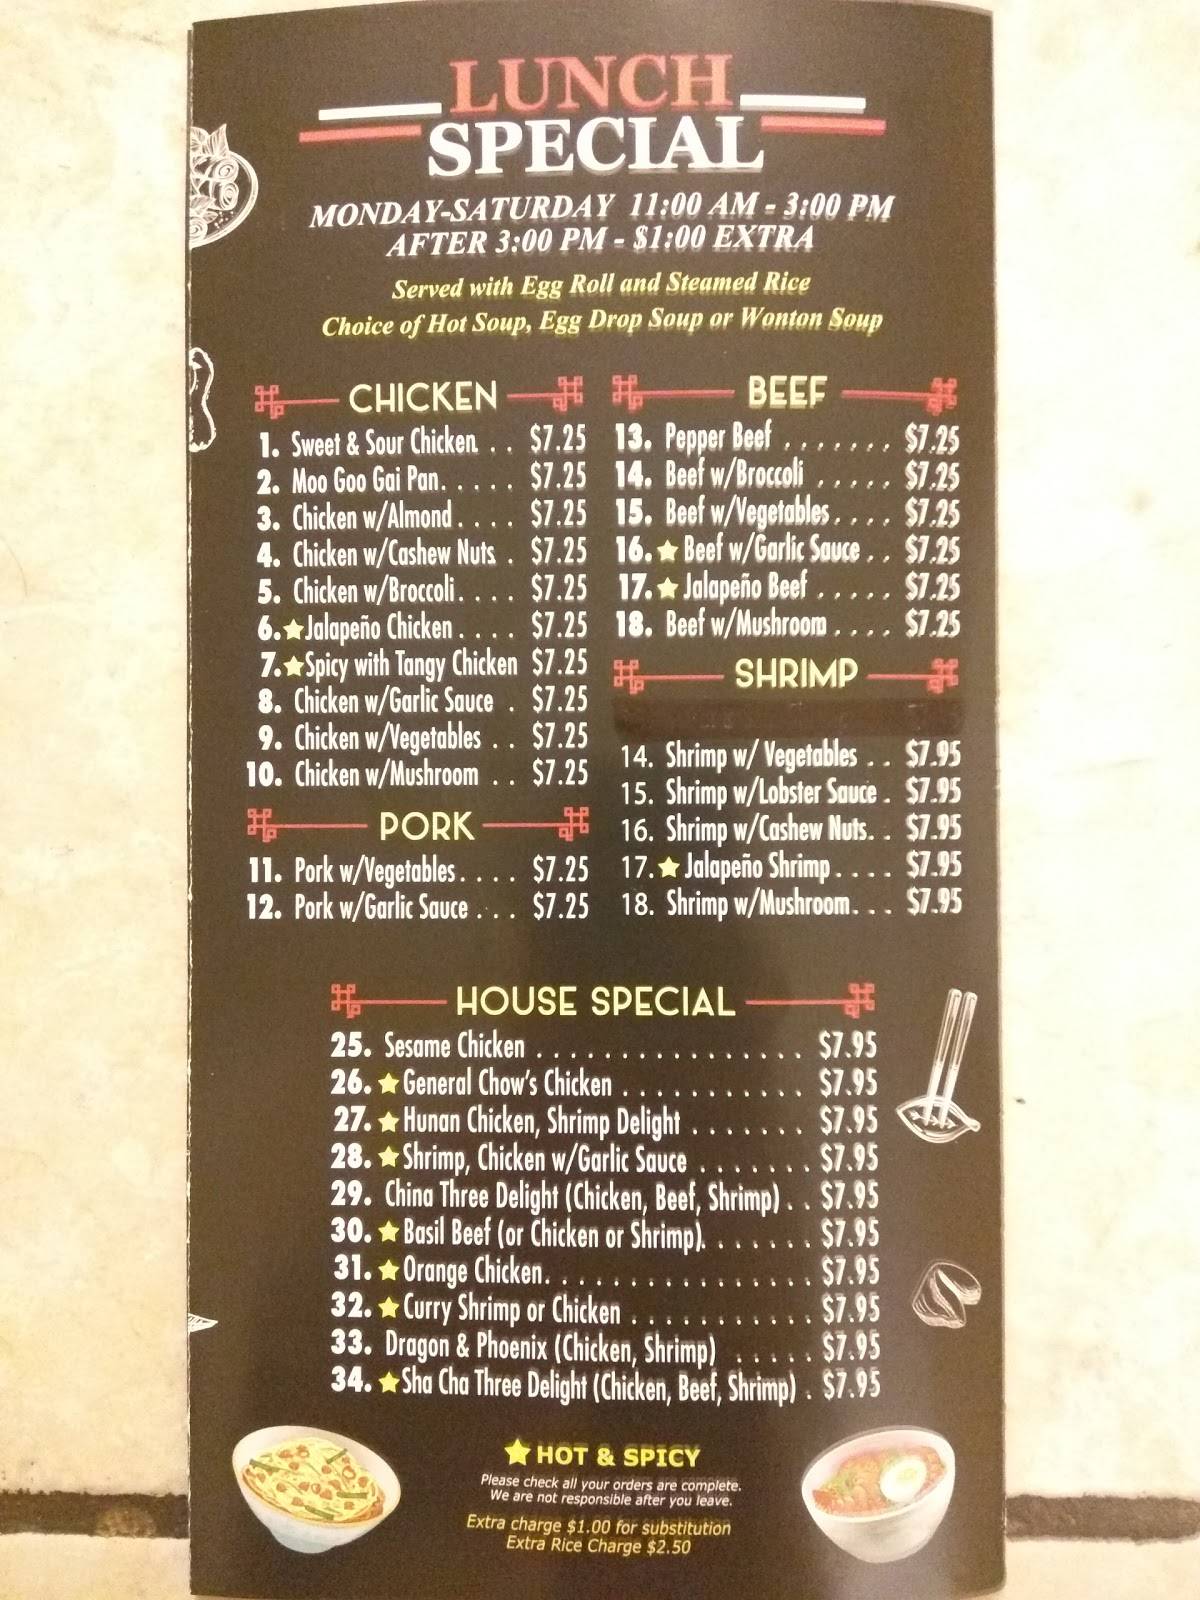 LUNCH
SPECIAL
MONDAY-SATURDAY 11:00 AM - 3:00 PM
AFTER 3:00 PM - $1:00 EXTRA
Served with Egg Roll and Steamed Rice
Choice of Hot Soup, Egg Drop Soup or Wonton Soup
CHICKEN
1. Sweet & Sour Chicken . . $7.25
2. Moo Goo Gai Pan. . . . . $7.25
3. Chicken w/Almond . . . . $7.25
4. Chicken w/Cashew Nuts . $7.25
5. Chicken w/Broccoli . . . . $7.25
6. ★ Jalapeño Chicken . . . . $7.25
7. ★ Spicy with Tangy Chicken $7.25
8. Chicken w/Garlic Sauce . $7.25
9. Chicken w/Vegetables . . $7.25
10. Chicken w/Mushroom . . $7.25
PORK
11. Pork w/Vegetables . . . . $7.25
12. Pork w/Garlic Sauce . . . $7.25
BEEF
13. Pepper Beef . . . . . . . $7.25
14. Beef w/Broccoli . . . . . $7.25
15. Beef w/Vegetables . . . . $7.25
16. ★ Beef w/Garlic Sauce . . $7.25
17. ★ Jalapeño Beef . . . . . $7.25
18. Beef w/Mushroom . . . . $7.25
SHRIMP
14. Shrimp w/ Vegetables . . $7.95
15. Shrimp w/Lobster Sauce . $7.95
16. Shrimp w/Cashew Nuts. . $7.95
17. ★ Jalapeño Shrimp . . . . $7.95
18. Shrimp w/Mushroom. . . $7.95
HOUSE SPECIAL
25. Sesame Chicken . . . . . . . . . . . . . . . . $7.95
26. ★ General Chow's Chicken . . . . . . . . . . . $7.95
27. ★ Hunan Chicken, Shrimp Delight . . . . . . . $7.95
28. ★ Shrimp, Chicken w/Garlic Sauce . . . . . . . $7.95
29. China Three Delight (Chicken, Beef, Shrimp) . . $7.95
30. ★ Basil Beef (or Chicken or Shrimp). . . . . . . $7.95
31. ★ Orange Chicken. . . . . . . . . . . . . . . . $7.95
32. ★ Curry Shrimp or Chicken . . . . . . . . . . . $7.95
33. Dragon & Phoenix (Chicken, Shrimp) . . . . . $7.95
34. ★ Sha Cha Three Delight (Chicken, Beef, Shrimp) . $7.95
★ HOT & SPICY
Please check all your orders are complete.
We are not responsible after you leave.
Extra charge $1.00 for substitution
Extra Rice Charge $2.50